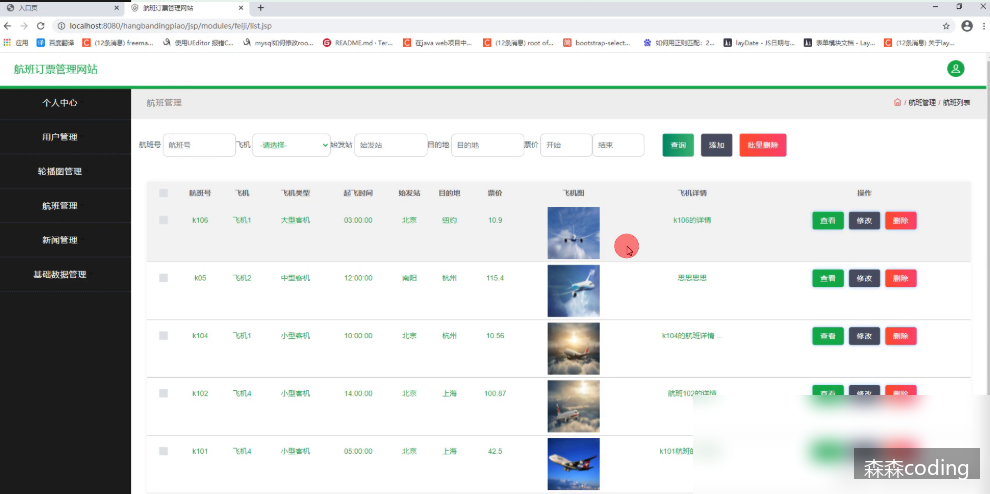 入口页
航班订票管理网站
localhost:8080/hangbandingpiao/jsp/modules/feiji/list.jsp
应用
百度翻译
(12条消息) freema...
使用UEditor 报错C...
mysql如何修改roo...
README.md · Ter...
在java web项目中...
(12条消息) root of...
bootstrap-select...
如何用正则匹配：2...
layDate - JS日期与...
表单模块文档 - Lay...
(12条消息) 关于lay...
航班订票管理网站
个人中心
用户管理
轮播图管理
航班管理
新闻管理
基础数据管理
航班管理
/ 航班管理 / 航班列表
航班号 航班号 飞机 -请选择- 始发站 始发站 目的地 目的地 票价 开始 结束 查询 添加 批量删除
航班号 飞机 飞机类型 起飞时间 始发站 目的地 票价 飞机图 飞机详情 操作
k106 飞机1 大型客机 03:00:00 北京 纽约 10.9 k106的详情 查看 修改 删除
k05 飞机2 中型客机 12:00:00 南阳 杭州 115.4 思思思思 查看 修改 删除
k104 飞机1 小型客机 10:00:00 北京 杭州 10.56 k104的航班详情 ... 查看 修改 删除
k102 飞机4 小型客机 14:00:00 北京 上海 100.87 航班102的详情 查看 修改 删除
k101 飞机4 小型客机 05:00:00 北京 上海 42.5 k101航班的
森森coding